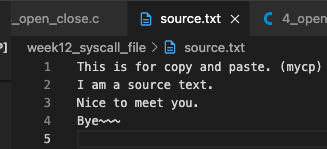 _open_close.c source.txt × 4_open
P] week12_syscall_file > source.txt
1 This is for copy and paste. (mycp)
2 I am a source text.
3 Nice to meet you.
4 Bye~~~
5